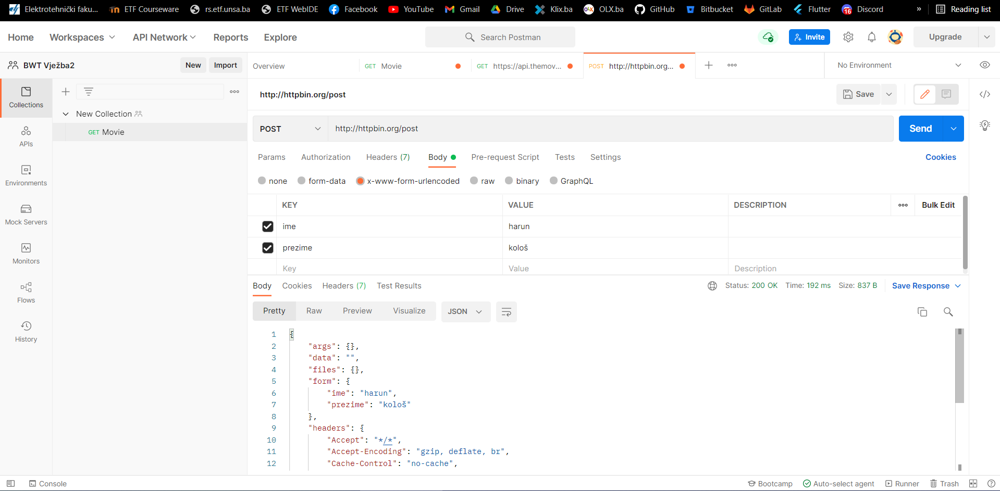 Elektrotehnički faku... ETF Courseware rs.etf.unsa.ba ETF WebIDE Facebook YouTube Gmail Drive Klix.ba OLX.ba GitHub Bitbucket GitLab Flutter 16 Discord » Reading list
Home Workspaces API Network Reports Explore Search Postman Invite Upgrade
BWT Vježba2 New Import Overview GET Movie GET https://api.themov... POST http://httpbin.org... No Environment
Collections
New Collection
GET Movie
APIs
Environments
Mock Servers
Monitors
Flows
History
http://httpbin.org/post Save
POST http://httpbin.org/post Send
Params Authorization Headers (7) Body Pre-request Script Tests Settings Cookies
none form-data x-www-form-urlencoded raw binary GraphQL
KEY VALUE DESCRIPTION Bulk Edit
ime harun
prezime kološ
Key Value Description
Body Cookies Headers (7) Test Results Status: 200 OK Time: 192 ms Size: 837 B Save Response
Pretty Raw Preview Visualize JSON
1 {
2 "args": {},
3 "data": "",
4 "files": {},
5 "form": {
6 "ime": "harun",
7 "prezime": "kološ"
8 },
9 "headers": {
10 "Accept": "*/*",
11 "Accept-Encoding": "gzip, deflate, br",
12 "Cache-Control": "no-cache",
Console Bootcamp Auto-select agent Runner Trash